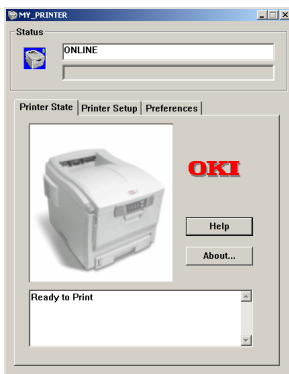 MY_PRINTER
Status
ONLINE
Printer State Printer Setup Preferences
OKI
Help
About...
Ready to Print